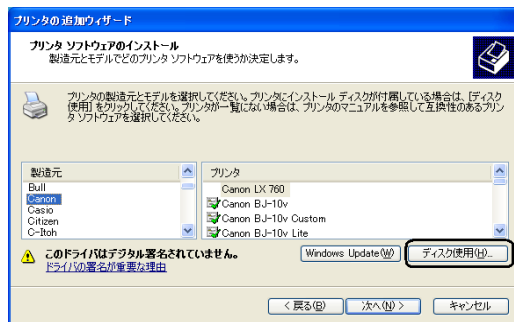 プリンタの追加ウィザード
プリンタ ソフトウェアのインストール
製造元とモデルでどのプリンタ ソフトウェアを使うか決定します。
プリンタの製造元とモデルを選択してください。プリンタにインストール ディスクが付属している場合は、[ディスク
使用] をクリックしてください。プリンタが一覧にない場合は、プリンタのマニュアルを参照して互換性のあるプリン
タ ソフトウェアを選択してください。
製造元
Bull
Canon
Casio
Citizen
C-Itoh
プリンタ
Canon LX 760
Canon BJ-10v
Canon BJ-10v Custom
Canon BJ-10v Lite
このドライバはデジタル署名されていません。
ドライバの署名が重要な理由
Windows Update(W)
ディスク使用(H)...
< 戻る(B)
次へ(N) >
キャンセル